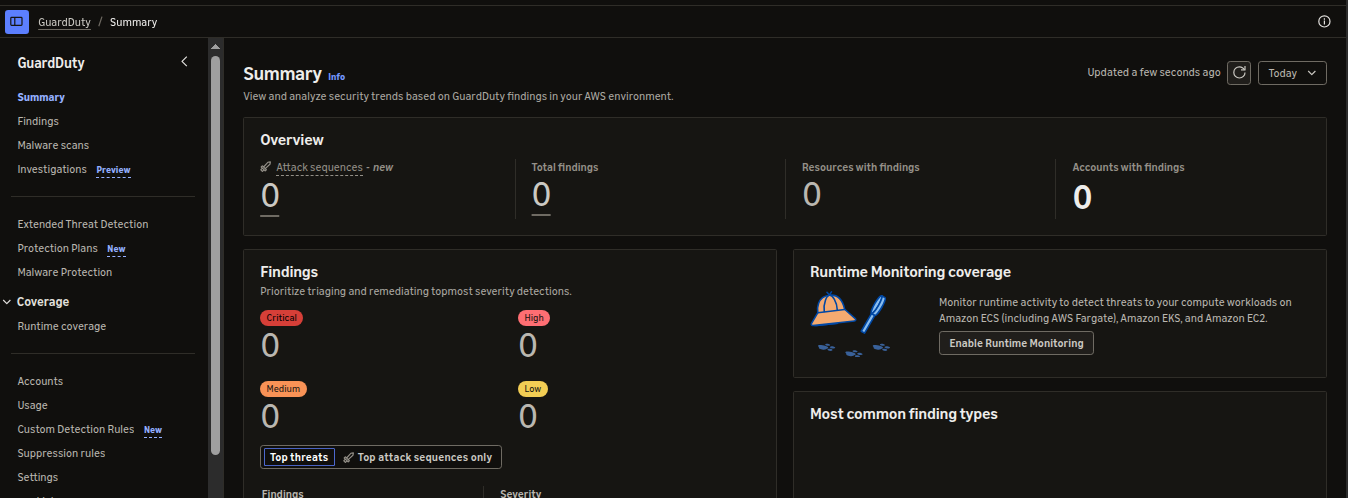 GuardDuty / Summary
GuardDuty
Summary
Findings
Malware scans
Investigations Preview
Extended Threat Detection
Protection Plans New
Malware Protection
Coverage
Runtime coverage
Accounts
Usage
Custom Detection Rules New
Suppression rules
Settings
Summary Info
Updated a few seconds ago
Today
View and analyze security trends based on GuardDuty findings in your AWS environment.
Overview
Attack sequences - new
0
Total findings
0
Resources with findings
0
Accounts with findings
0
Findings
Prioritize triaging and remediating topmost severity detections.
Critical
0
High
0
Medium
0
Low
0
Top threats
Top attack sequences only
Findings
Severity
Runtime Monitoring coverage
Monitor runtime activity to detect threats to your compute workloads on
Amazon ECS (including AWS Fargate), Amazon EKS, and Amazon EC2.
Enable Runtime Monitoring
Most common finding types